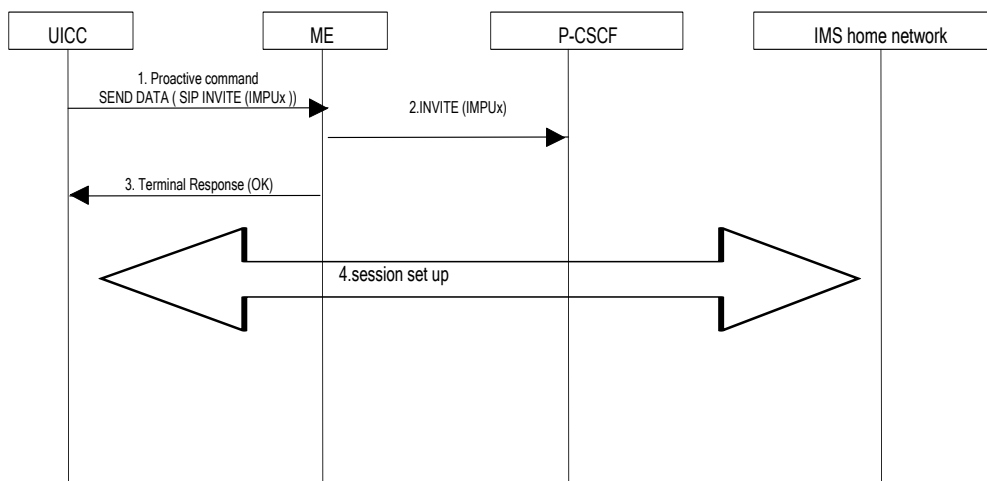 UICC
ME
P-CSCF
IMS home network
1. Proactive command
SEND DATA ( SIP INVITE (IMPUx ))
2.INVITE (IMPUx)
3. Terminal Response (OK)
4.session set up